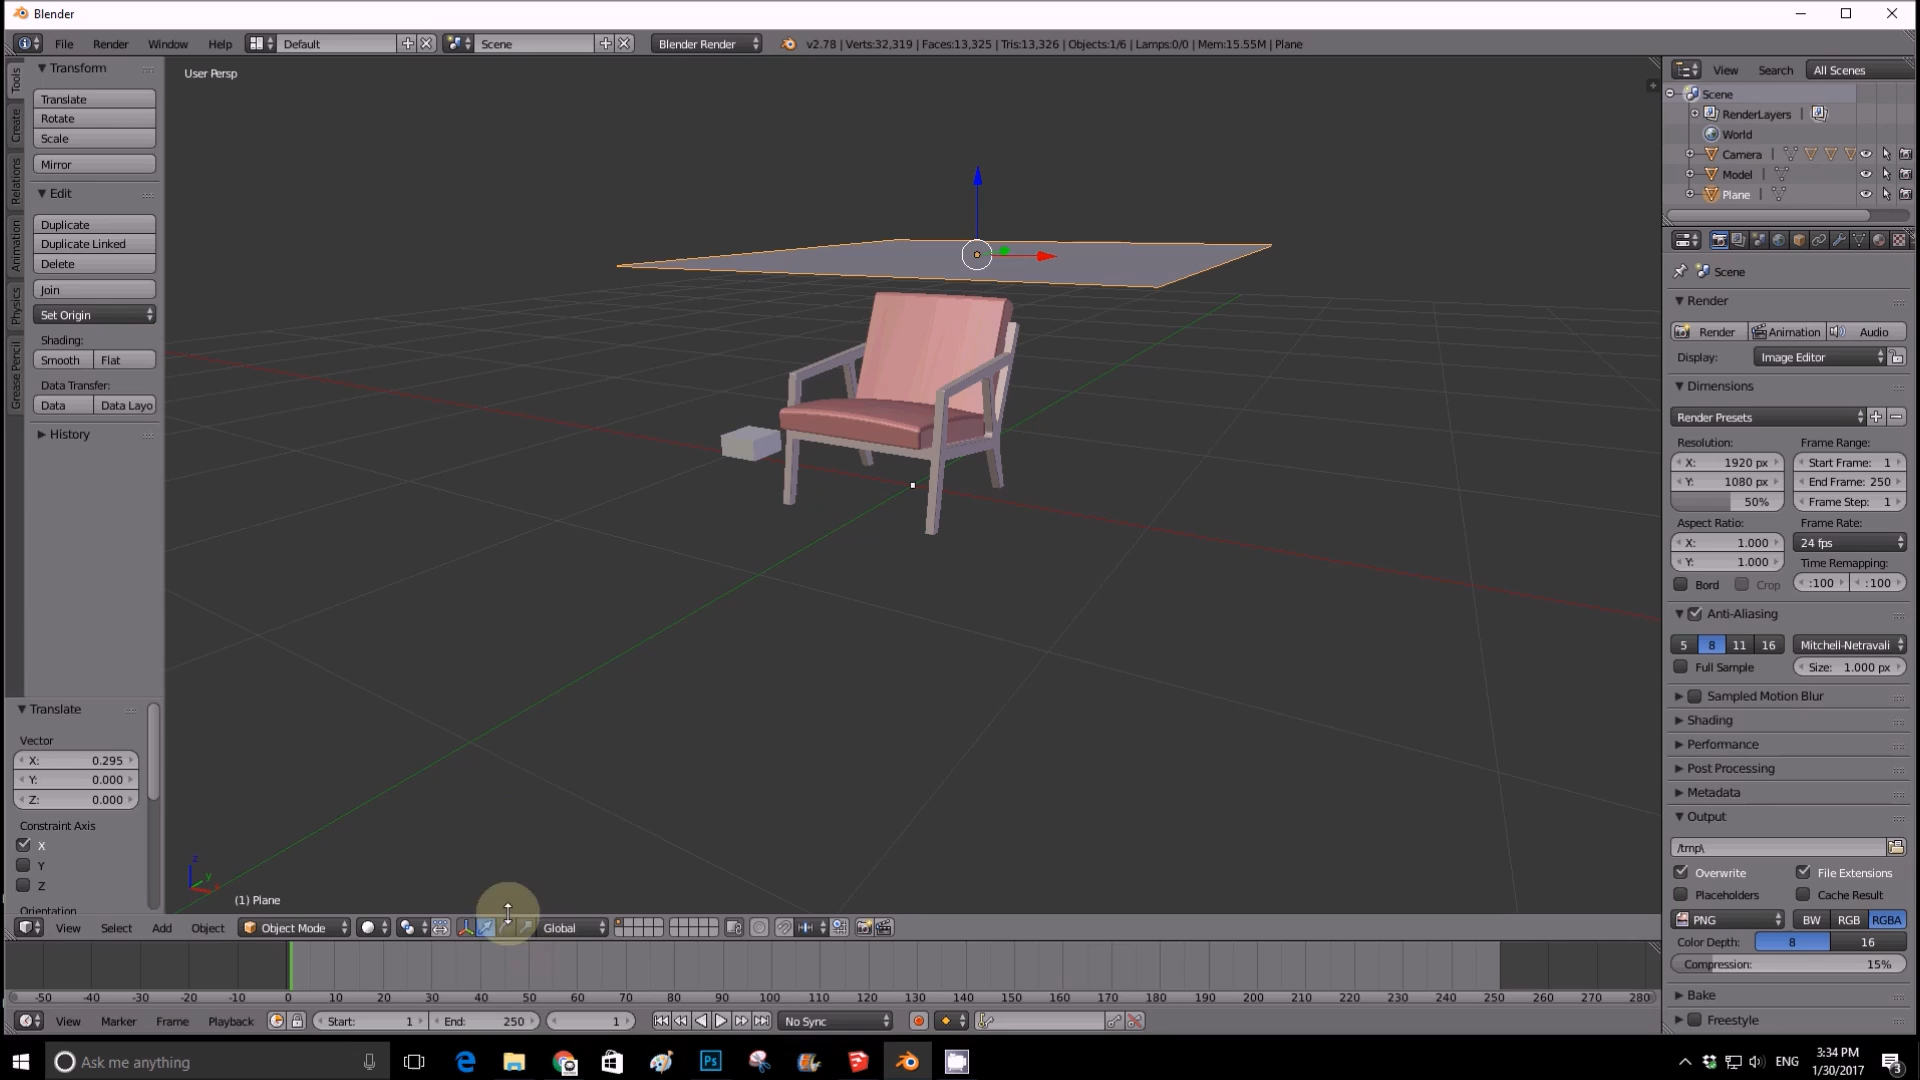 Blender
File Render Window Help Default Scene Blender Render v2.78 | Verts:32,319 | Faces:13,325 | Tris:13,326 | Objects:1/6 | Lamps:0/0 | Mem:15.55M | Plane
Tools
Create
Relations
Animation
Physics
Grease Pencil
Transform
Translate
Rotate
Scale
Mirror
Edit
Duplicate
Duplicate Linked
Delete
Join
Set Origin
Shading:
Smooth Flat
Data Transfer:
Data Data Layo
History
Translate
Vector
X: 0.295
Y: 0.000
Z: 0.000
Constraint Axis
X
Y
Z
Orientation
User Persp
z
y
(1) Plane
View Select Add Object Object Mode Global
-50 -40 -30 -20 -10 0 10 20 30 40 50 60 70 80 90 100 110 120 130 140 150 160 170 180 190 200 210 220 230 240 250 260 270 280
View Marker Frame Playback Start: 1 End: 250 1 No Sync
View Search All Scenes
Scene
RenderLayers |
World
Camera |
Model |
Plane |
Scene
Render
Render Animation Audio
Display: Image Editor
Dimensions
Render Presets
Resolution: Frame Range:
X: 1920 px Start Frame: 1
Y: 1080 px End Frame: 250
50% Frame Step: 1
Aspect Ratio: Frame Rate:
X: 1.000 24 fps
Y: 1.000 Time Remapping:
Bord Crop :100 :100
Anti-Aliasing
5 8 11 16 Mitchell-Netravali
Full Sample Size: 1.000 px
Sampled Motion Blur
Shading
Performance
Post Processing
Metadata
Output
/tmp\
Overwrite File Extensions
Placeholders Cache Result
PNG BW RGB RGBA
Color Depth: 8 16
Compression: 15%
Bake
Freestyle
Ask me anything
Ps
ENG
3:34 PM
1/30/2017
3